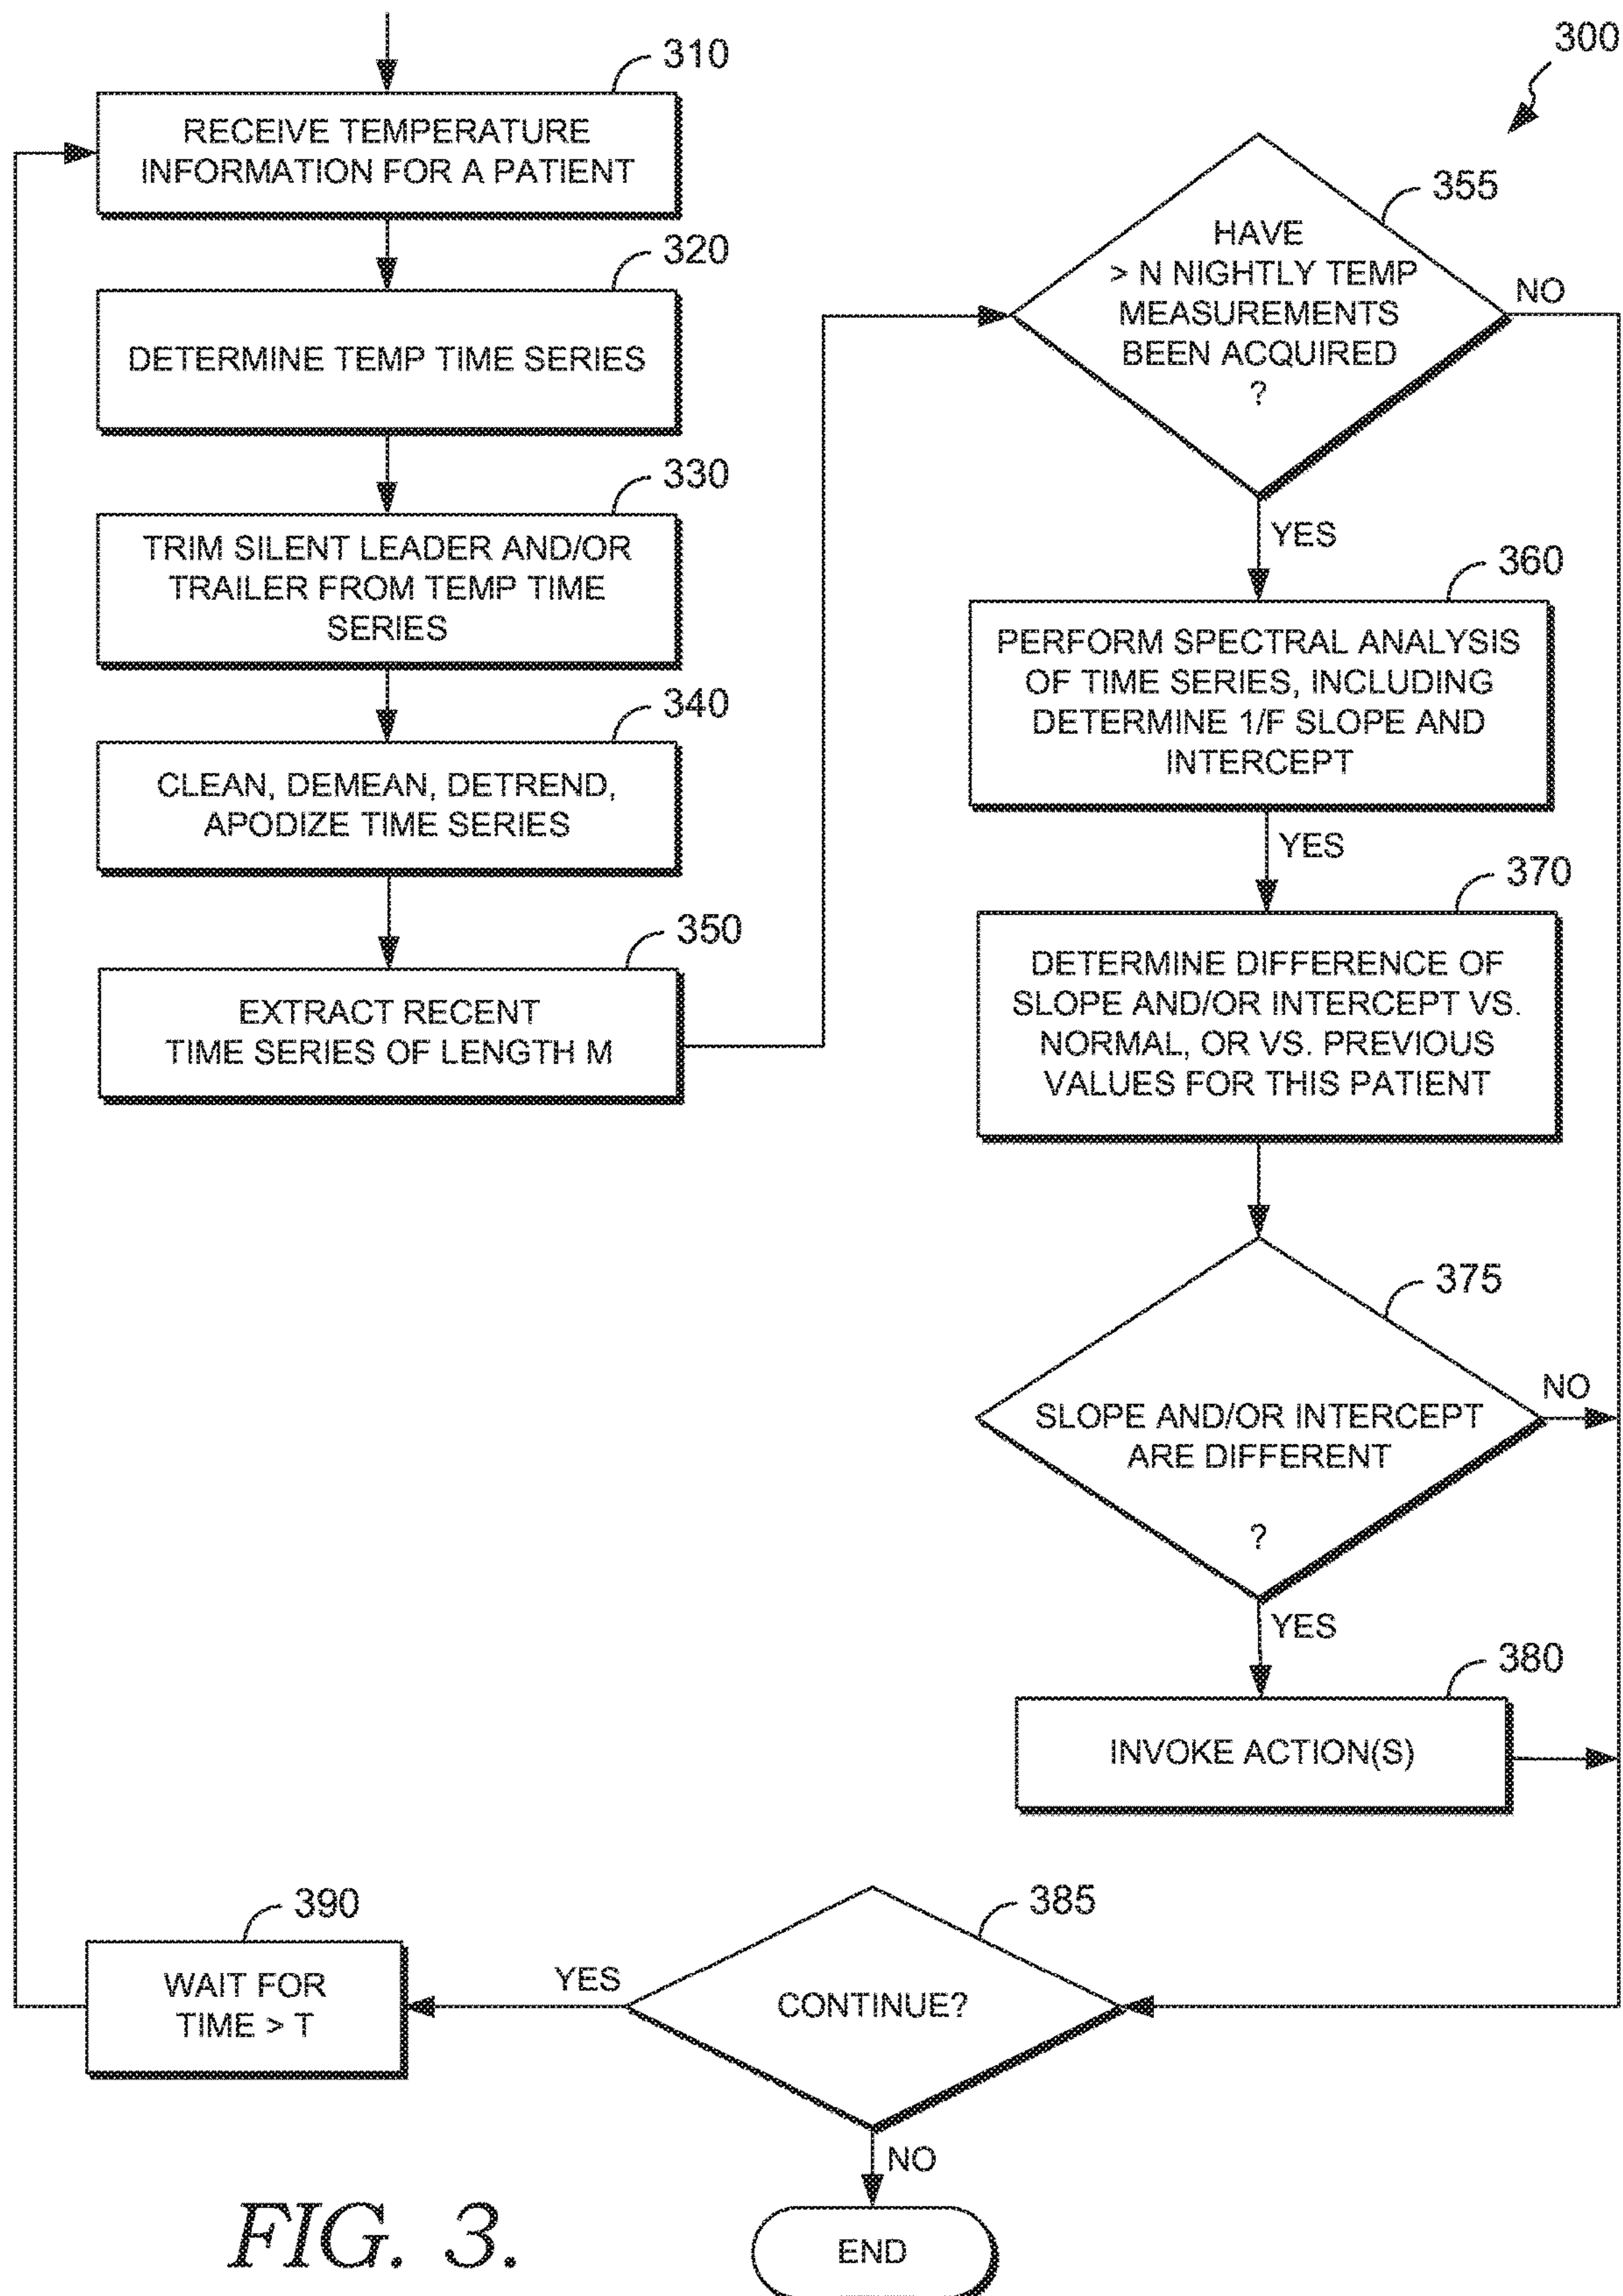 300
310
RECEIVE TEMPERATURE
INFORMATION FOR A PATIENT
320
DETERMINE TEMP TIME SERIES
330
TRIM SILENT LEADER AND/OR
TRAILER FROM TEMP TIME
SERIES
340
CLEAN, DEMEAN, DETREND,
APODIZE TIME SERIES
350
EXTRACT RECENT
TIME SERIES OF LENGTH M
355
HAVE
> N NIGHTLY TEMP
MEASUREMENTS
BEEN ACQUIRED
?
NO
YES
360
PERFORM SPECTRAL ANALYSIS
OF TIME SERIES, INCLUDING
DETERMINE 1/F SLOPE AND
INTERCEPT
YES
370
DETERMINE DIFFERENCE OF
SLOPE AND/OR INTERCEPT VS.
NORMAL, OR VS. PREVIOUS
VALUES FOR THIS PATIENT
375
SLOPE AND/OR INTERCEPT
ARE DIFFERENT
?
NO
YES
380
INVOKE ACTION(S)
385
CONTINUE?
YES
390
WAIT FOR
TIME > T
NO
END
FIG. 3.